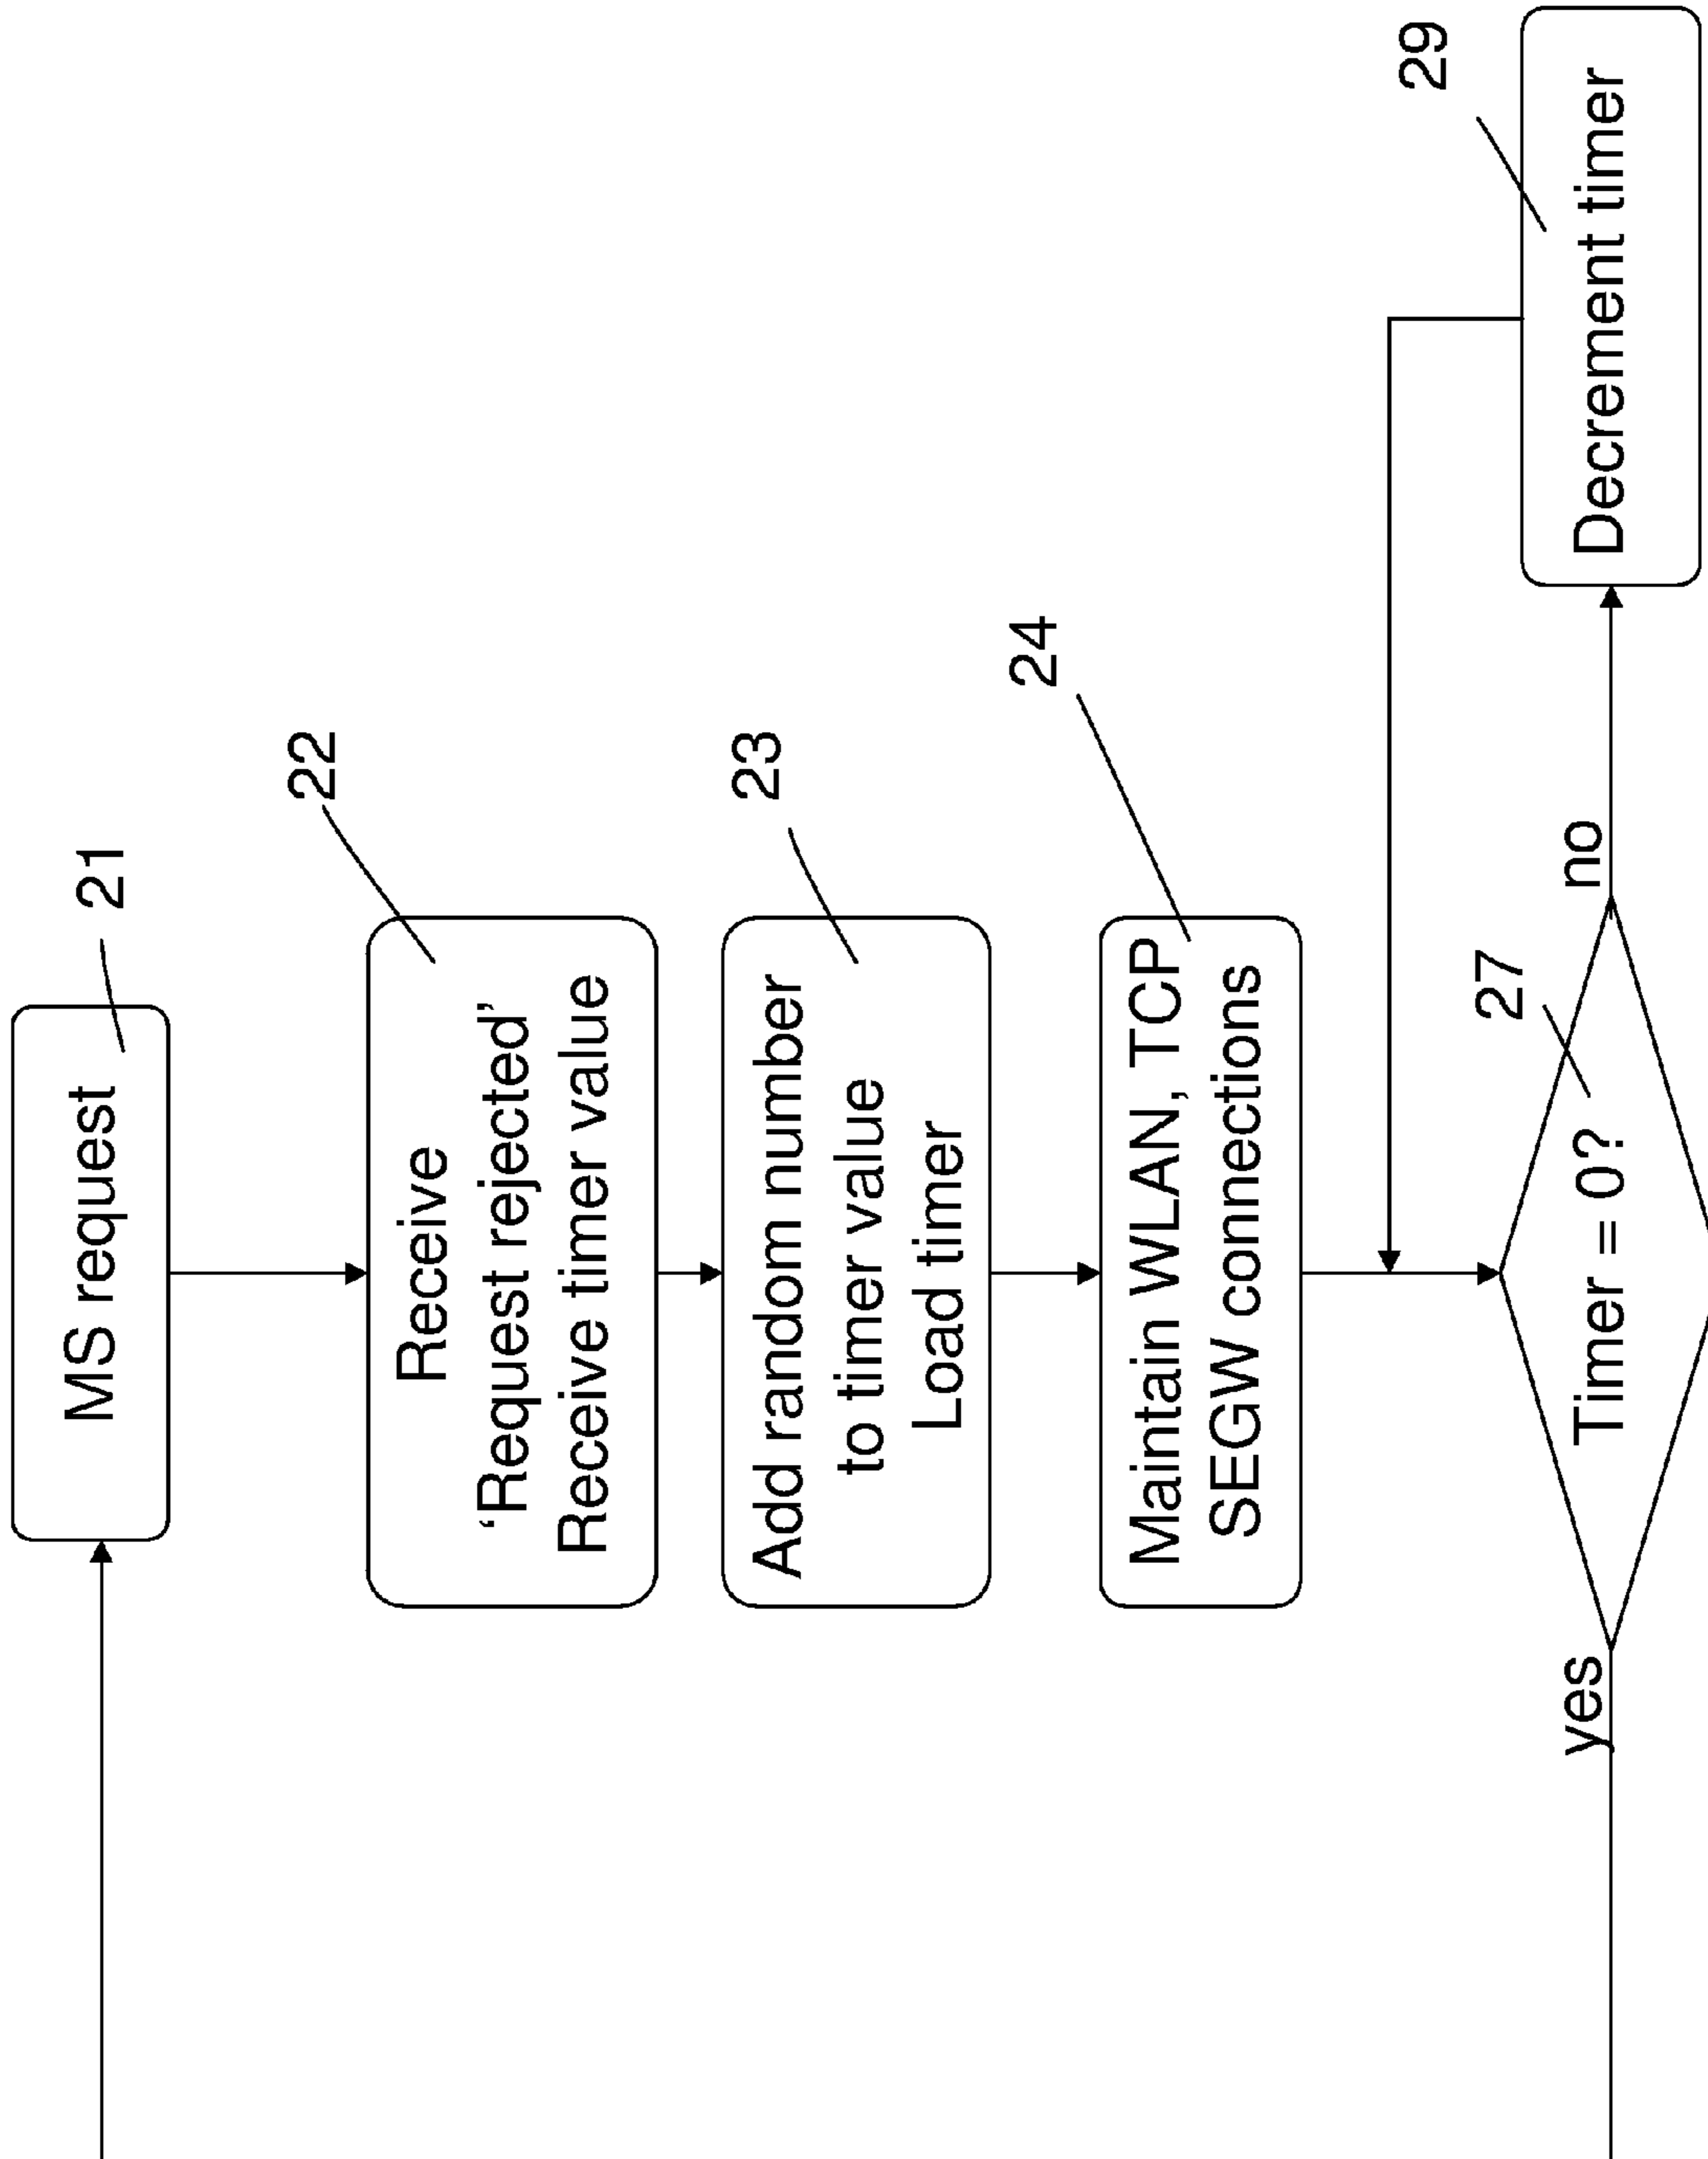 MS request
21
22
Receive
‘Request rejected’
Receive timer value
23
Add random number
to timer value
Load timer
24
Maintain WLAN, TCP
SEGW connections
27
Timer = 0?
yes
no
29
Decrement timer